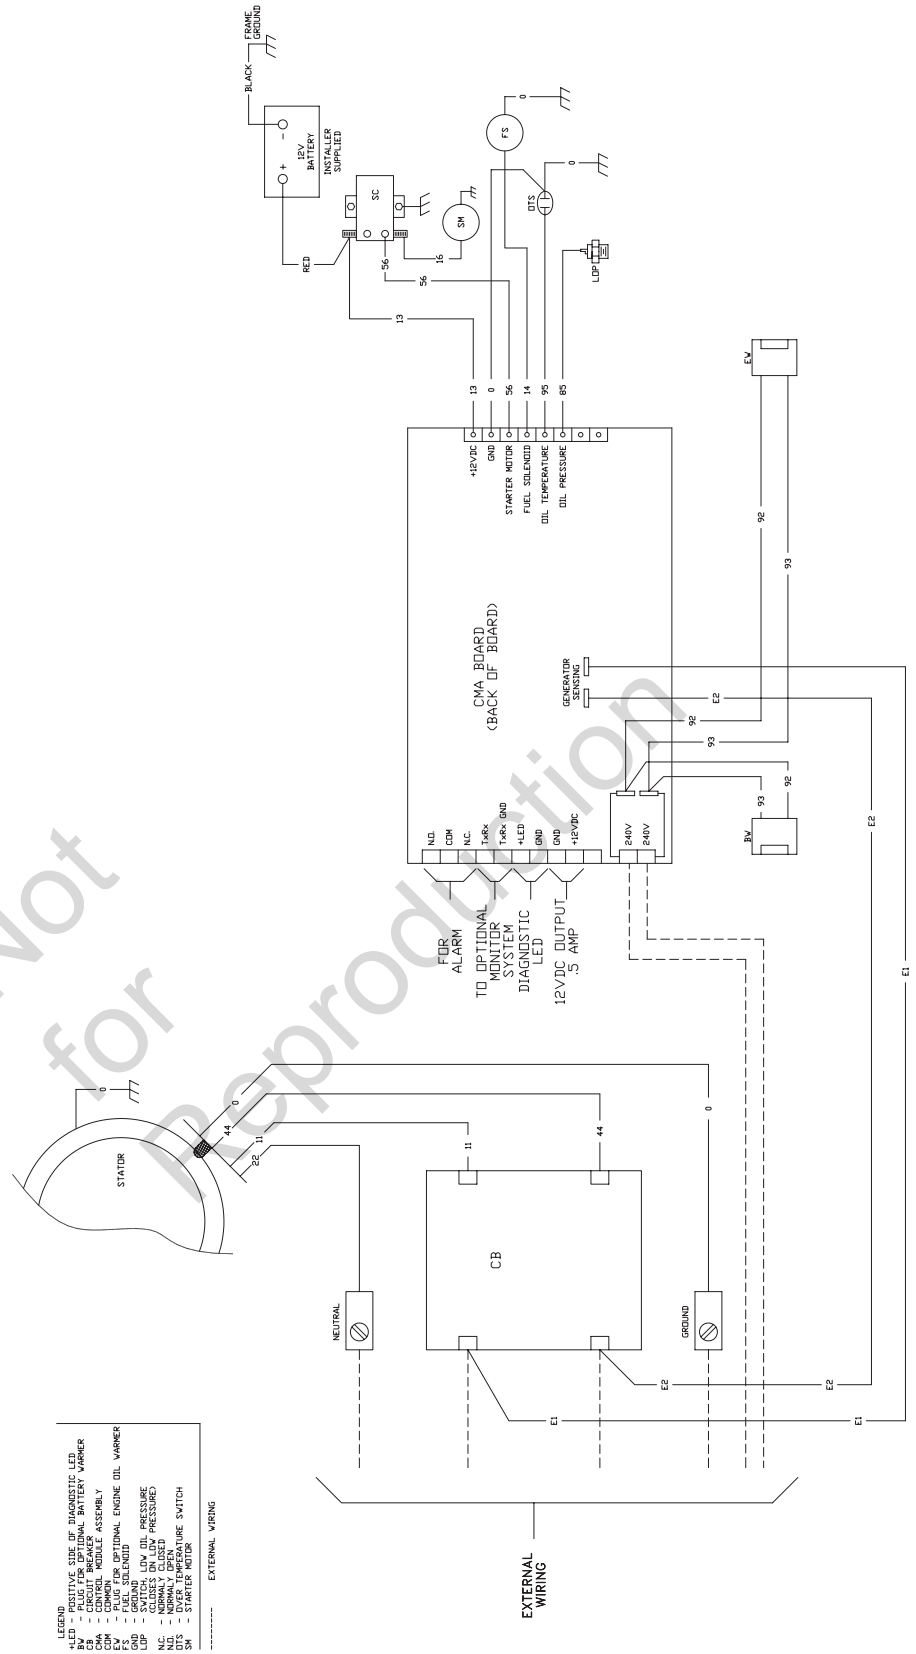 LEGEND
+LED - POSITIVE SIDE OF DIAGNOSTIC LED
BW - PLUG FOR OPTIONAL BATTERY WARMER
CB - CIRCUIT BREAKER
CMA - CONTROL MODULE ASSEMBLY
COM - COMMON
EW - PLUG FOR OPTIONAL ENGINE OIL WARMER
FS - FUEL SOLENOID
GND - GROUND
LOP - SWITCH, LOW OIL PRESSURE
(CLOSES ON LOW PRESSURE)
N.C. - NORMALY CLOSED
N.O. - NORMALY OPEN
OTS - OVER TEMPERATURE SWITCH
SM - STARTER MOTOR
-------- EXTERNAL WIRING
EXTERNAL
WIRING
STATOR
0
0
44
11
22
NEUTRAL
11
44
0
CB
GROUND
E1
E2
E2
E1
E1
E2
FOR
ALARM
TO OPTIONAL
MONITOR
SYSTEM
DIAGNOSTIC
LED
12VDC OUTPUT
.5 AMP
N.O.
COM
N.C.
TxRx
TxRx GND
+LED
GND
GND
+12VDC
240V
240V
CMA BOARD
(BACK OF BOARD)
GENERATOR
SENSING
E2
92
93
93
92
BW
92
93
EW
+12VDC
GND
STARTER MOTOR
FUEL SOLENOID
OIL TEMPERATURE
OIL PRESSURE
13
0
56
14
95
85
13
56
56
16
RED
SC
SM
OTS
LOP
FS
0
0
+
-
12V
BATTERY
INSTALLER
SUPPLIED
BLACK
FRAME
GROUND
Not
for
Reproduction